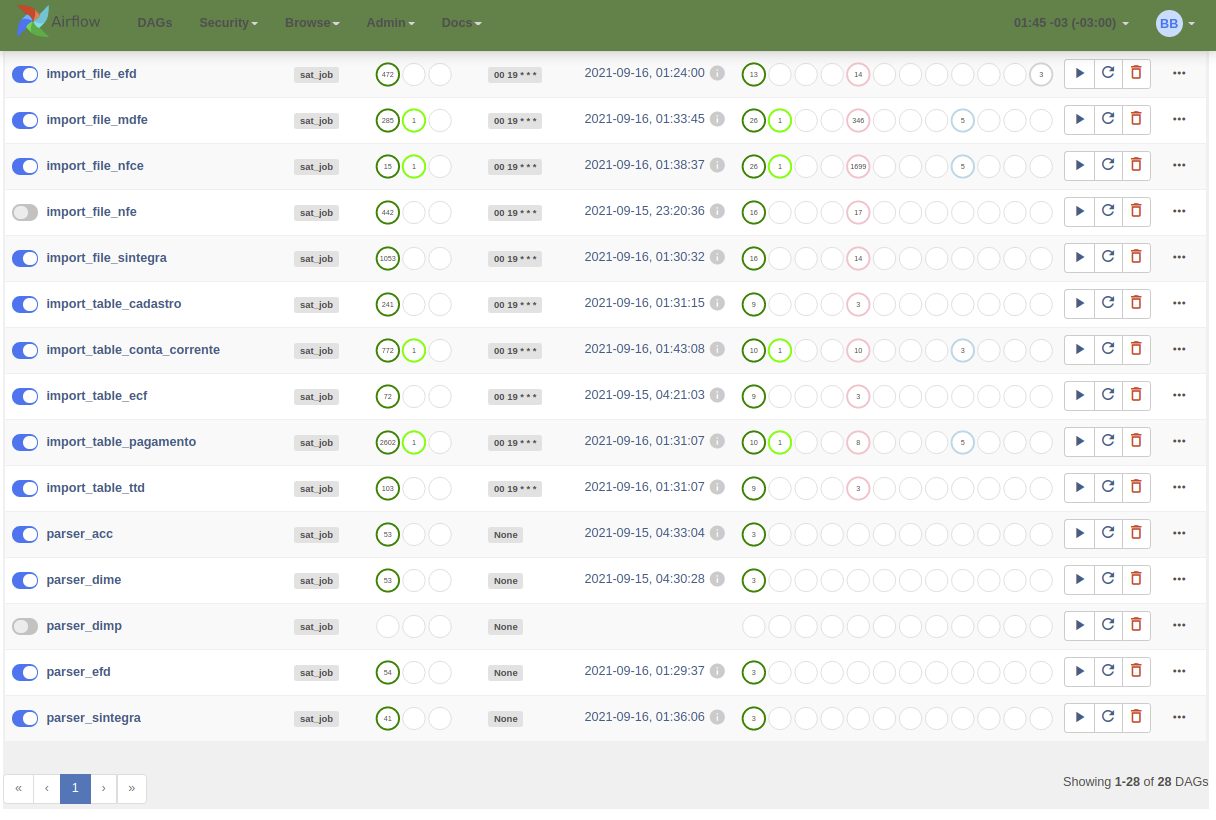 Airflow DAGs Security Browse Admin Docs 01:45 -03 (-03:00) BB
import_file_efd sat_job 472 00 19 * * * 2021-09-16, 01:24:00 13 14 3
import_file_mdfe sat_job 285 1 00 19 * * * 2021-09-16, 01:33:45 26 1 346 5
import_file_nfce sat_job 15 1 00 19 * * * 2021-09-16, 01:38:37 26 1 1699 5
import_file_nfe sat_job 442 00 19 * * * 2021-09-15, 23:20:36 16 17
import_file_sintegra sat_job 1053 00 19 * * * 2021-09-16, 01:30:32 16 14
import_table_cadastro sat_job 241 00 19 * * * 2021-09-16, 01:31:15 9 3
import_table_conta_corrente sat_job 772 1 00 19 * * * 2021-09-16, 01:43:08 10 1 10 3
import_table_ecf sat_job 72 00 19 * * * 2021-09-15, 04:21:03 9 3
import_table_pagamento sat_job 2602 1 00 19 * * * 2021-09-16, 01:31:07 10 1 8 5
import_table_ttd sat_job 103 00 19 * * * 2021-09-16, 01:31:07 9 3
parser_acc sat_job 53 None 2021-09-15, 04:33:04 3
parser_dime sat_job 53 None 2021-09-15, 04:30:28 3
parser_dimp sat_job None
parser_efd sat_job 54 None 2021-09-16, 01:29:37 3
parser_sintegra sat_job 41 None 2021-09-16, 01:36:06 3
« ‹ 1 › » Showing 1-28 of 28 DAGs